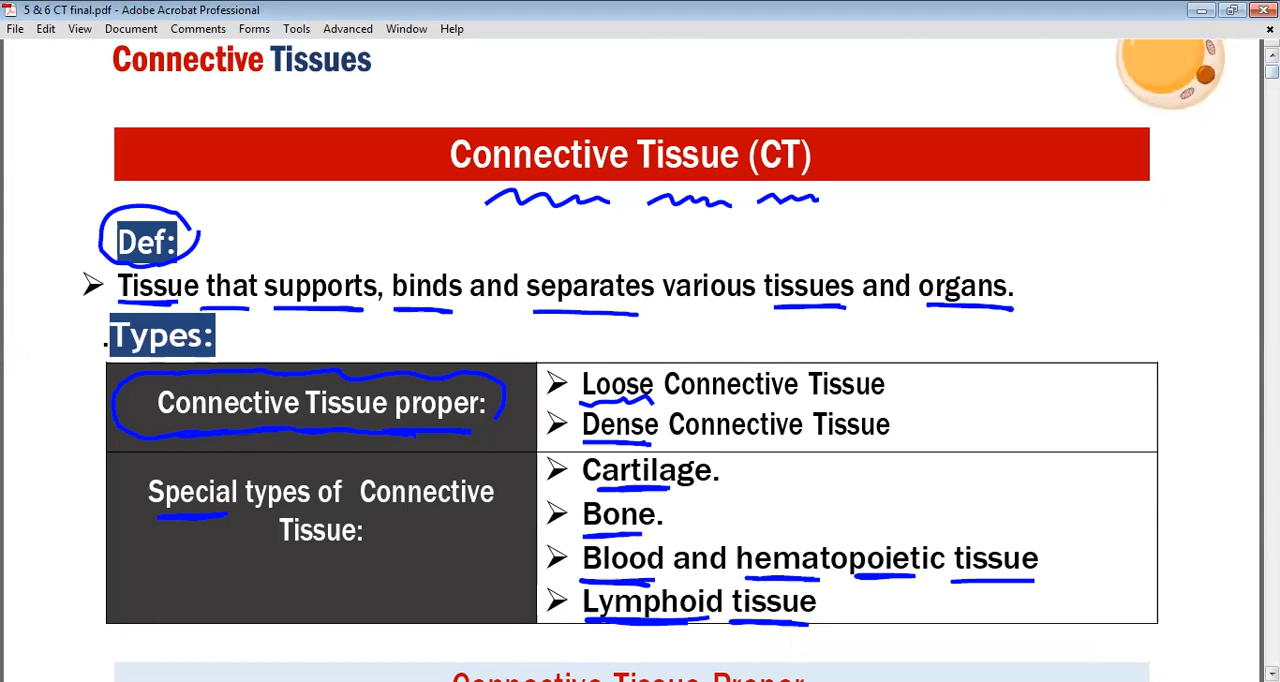 5 & 6 CT final.pdf - Adobe Acrobat Professional
File Edit View Document Comments Forms Tools Advanced Window Help
Connective Tissues
Connective Tissue (CT)
Def:
➢ Tissue that supports, binds and separates various tissues and organs.
.Types:
Connective Tissue proper:
➢ Loose Connective Tissue
➢ Dense Connective Tissue
Special types of Connective
Tissue:
➢ Cartilage.
➢ Bone.
➢ Blood and hematopoietic tissue
➢ Lymphoid tissue
Connective Tissue Proper